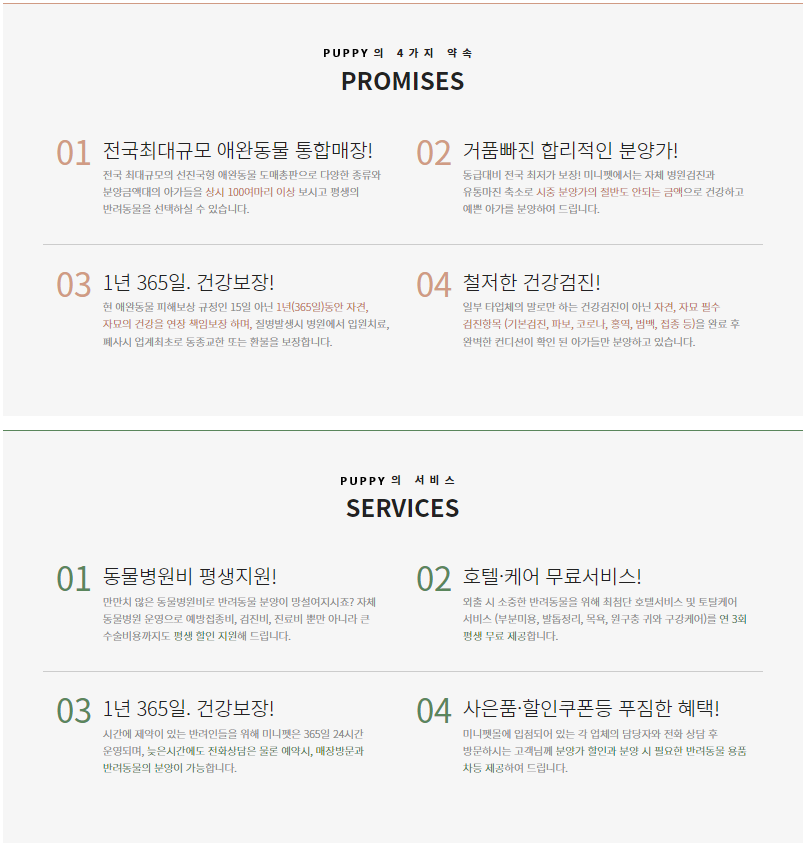 PUPPY의 4가지 약속
PROMISES
01 전국최대규모 애완동물 통합매장!
전국 최대규모의 선진국형 애완동물 도매총판으로 다양한 종류와
분양금액대의 아가들을 상시 100여마리 이상 보시고 평생의
반려동물을 선택하실 수 있습니다.
02 거품빠진 합리적인 분양가!
동급대비 전국 최저가 보장! 미니펫에서는 자체 병원검진과
유통마진 축소로 시중 분양가의 절반도 안되는 금액으로 건강하고
예쁜 아가를 분양하여 드립니다.
03 1년 365일. 건강보장!
현 애완동물 피해보상 규정인 15일 아닌 1년(365일)동안 자견,
자묘의 건강을 연장 책임보장 하며, 질병발생시 병원에서 입원치료,
폐사시 업계최초로 동종교환 또는 환불을 보장합니다.
04 철저한 건강검진!
일부 타업체의 말로만 하는 건강검진이 아닌 자견, 자묘 필수
검진항목 (기본검진, 파보, 코로나, 홍역, 범백, 접종 등)을 완료 후
완벽한 컨디션이 확인 된 아가들만 분양하고 있습니다.
PUPPY의 서비스
SERVICES
01 동물병원비 평생지원!
만만치 않은 동물병원비로 반려동물 분양이 망설여지시죠? 자체
동물병원 운영으로 예방접종비, 검진비, 진료비 뿐만 아니라 큰
수술비용까지도 평생 할인 지원해 드립니다.
02 호텔·케어 무료서비스!
외출 시 소중한 반려동물을 위해 최첨단 호텔서비스 및 토탈케어
서비스 (부분미용, 발톱정리, 목욕, 원구충 귀와 구강케어)를 연 3회
평생 무료 제공합니다.
03 1년 365일. 건강보장!
시간에 제약이 있는 반려인들을 위해 미니펫은 365일 24시간
운영되며, 늦은시간에도 전화상담은 물론 예약시, 매장방문과
반려동물의 분양이 가능합니다.
04 사은품·할인쿠폰등 푸짐한 혜택!
미니펫몰에 입점되어 있는 각 업체의 담당자와 전화 상담 후
방문하시는 고객님께 분양가 할인과 분양 시 필요한 반려동물 용품
차등 제공하여 드립니다.